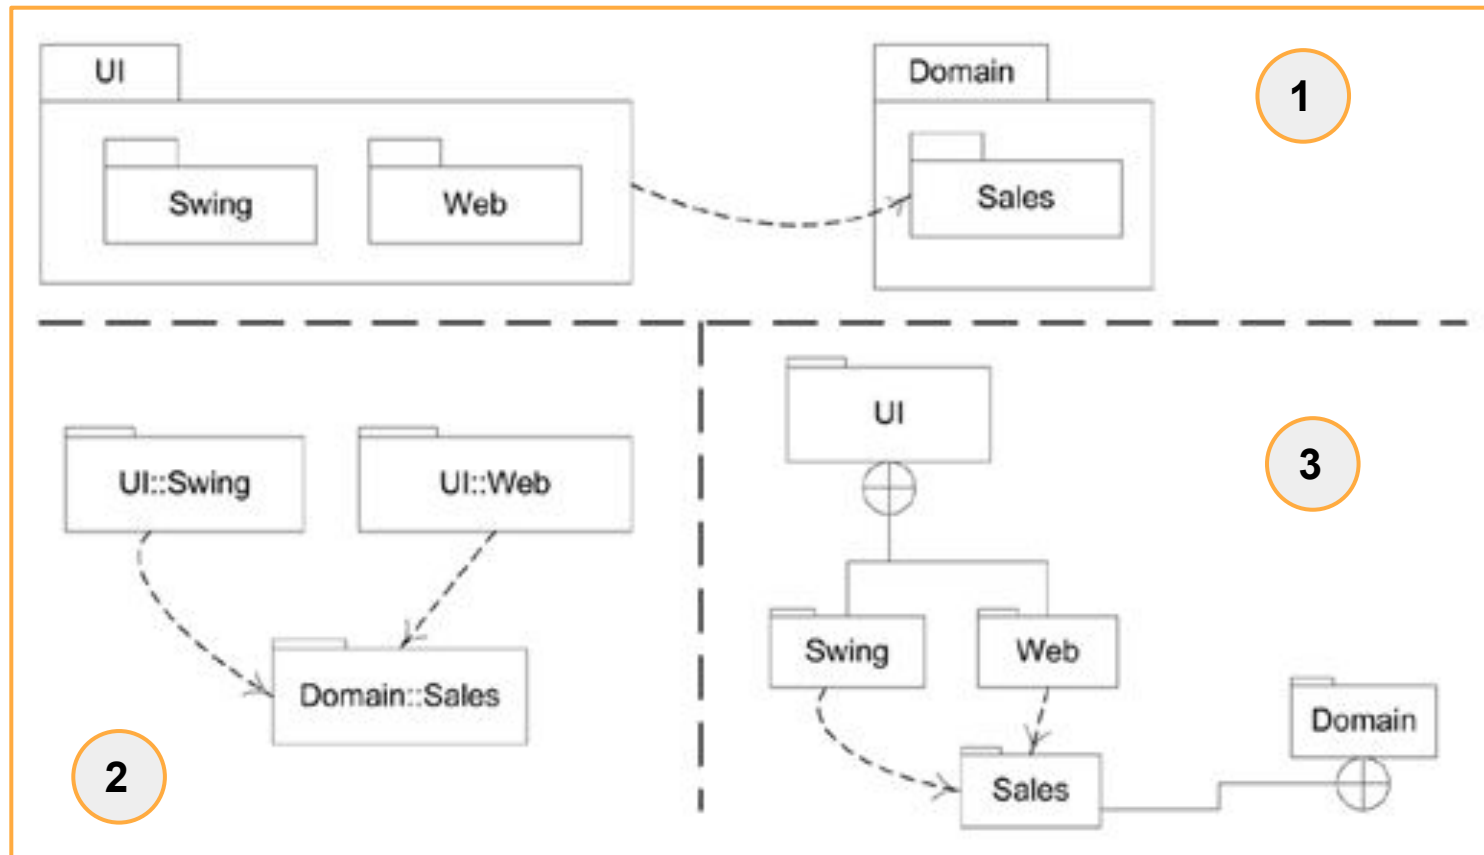 UI
Domain
1
Swing
Web
Sales
UI::Swing
UI::Web
Domain::Sales
2
UI
3
Swing
Web
Domain
Sales